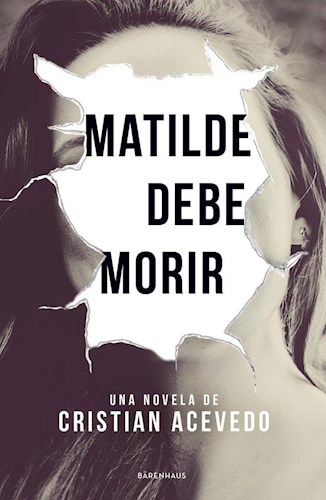 MATILDE
DEBE
MORIR
UNA NOVELA DE
CRISTIAN ACEVEDO
BÄRENHAUS